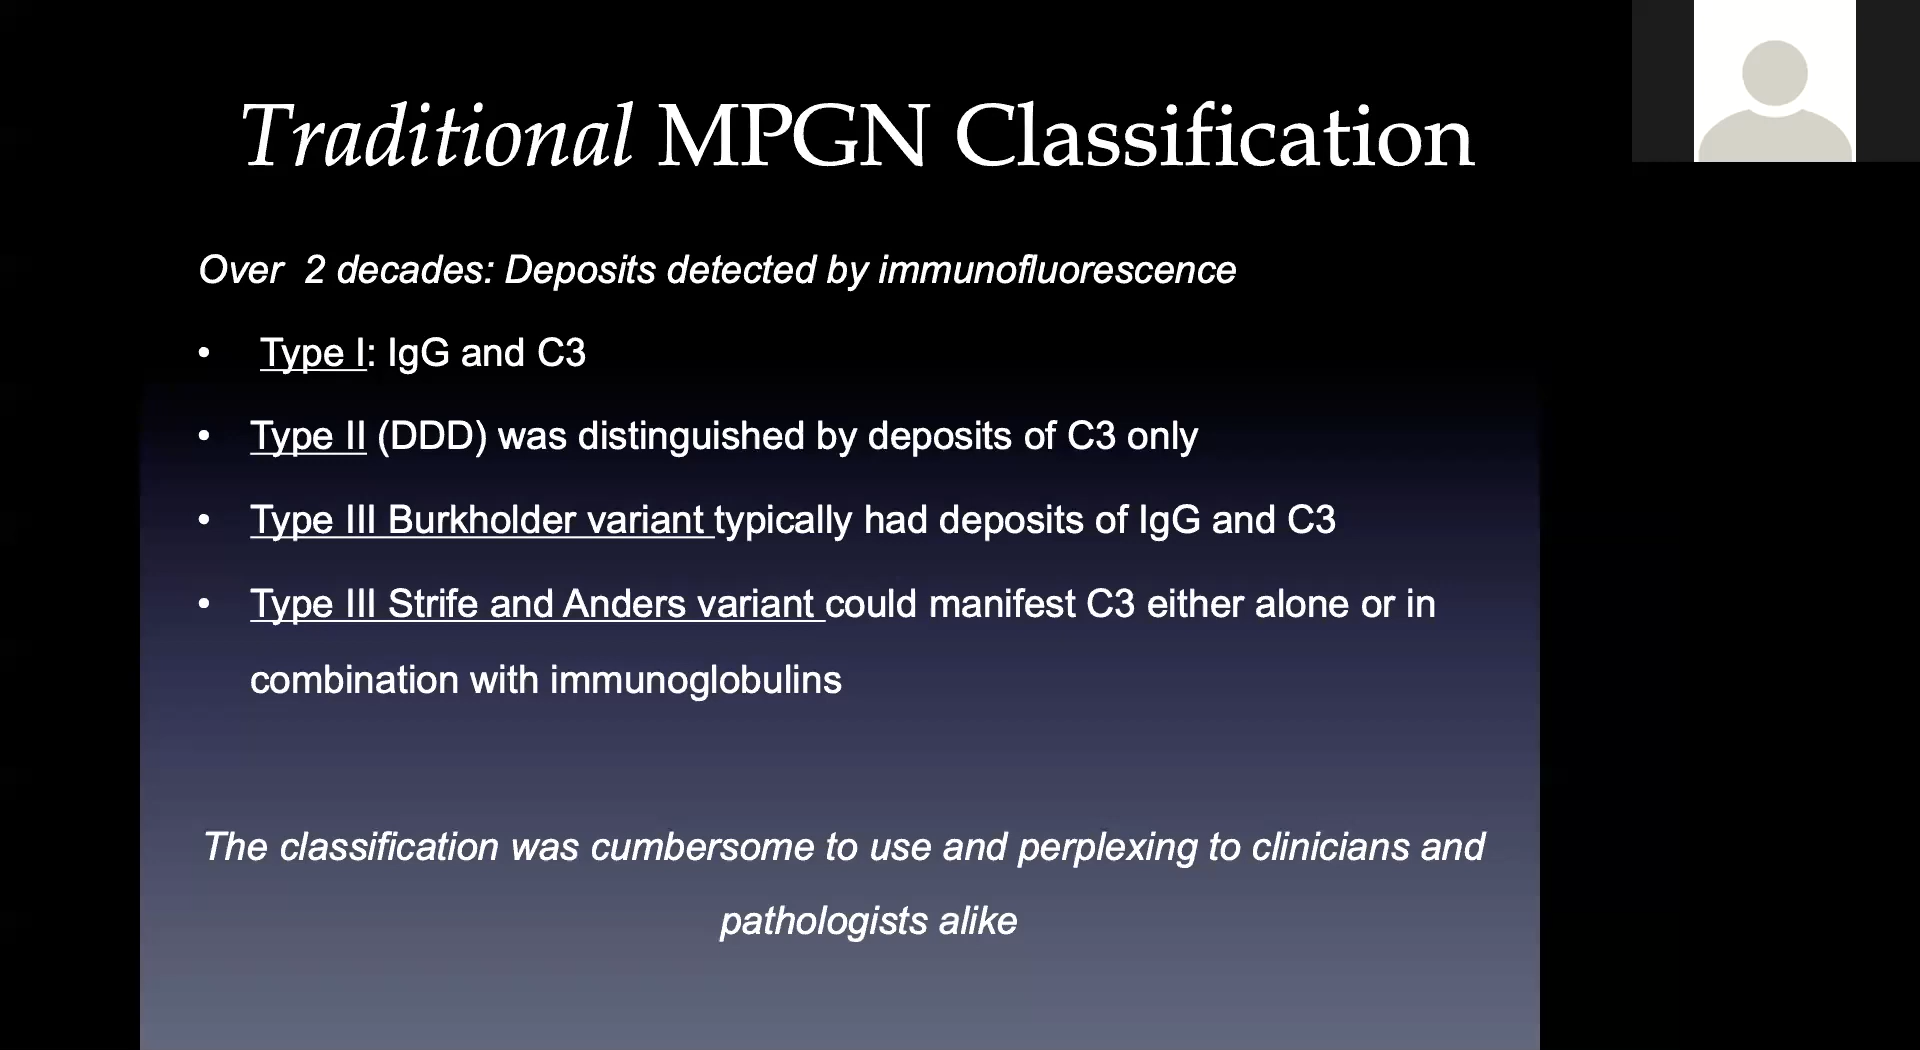 Traditional MPGN Classification
Over 2 decades: Deposits detected by immunofluorescence
• Type I: IgG and C3
• Type II (DDD) was distinguished by deposits of C3 only
• Type III Burkholder variant typically had deposits of IgG and C3
• Type III Strife and Anders variant could manifest C3 either alone or in
combination with immunoglobulins
The classification was cumbersome to use and perplexing to clinicians and
pathologists alike